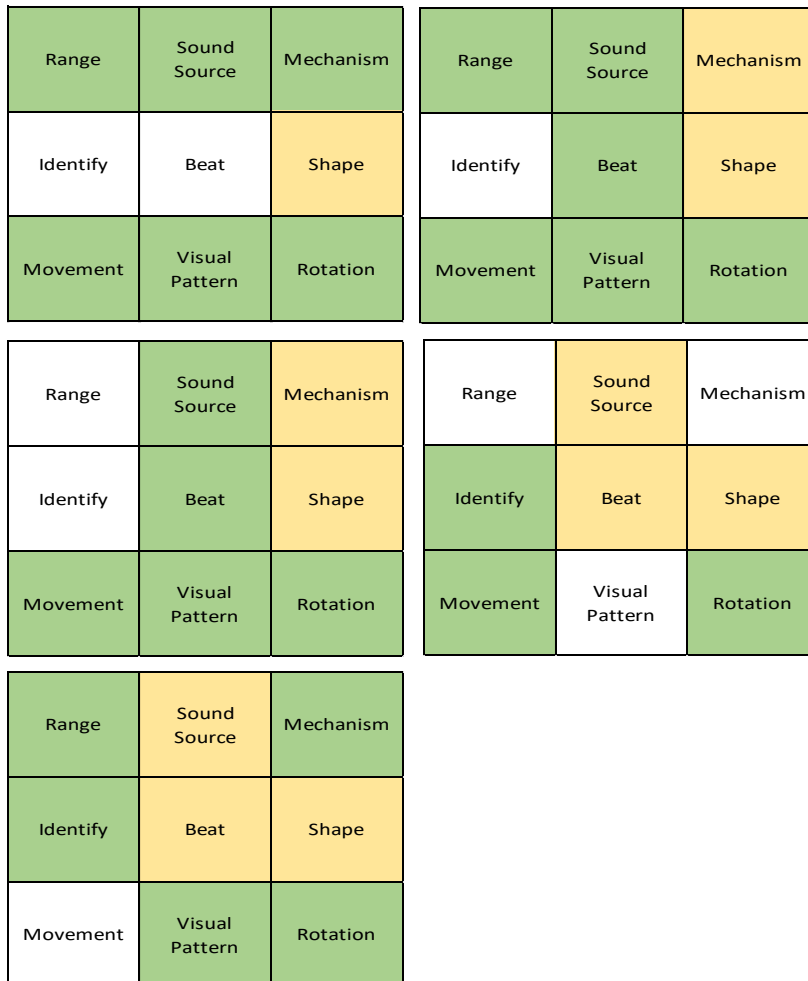 Range
Sound
Source
Mechanism
Identify
Beat
Shape
Movement
Visual
Pattern
Rotation
Range
Sound
Source
Mechanism
Identify
Beat
Shape
Movement
Visual
Pattern
Rotation
Range
Sound
Source
Mechanism
Identify
Beat
Shape
Movement
Visual
Pattern
Rotation
Range
Sound
Source
Mechanism
Identify
Beat
Shape
Movement
Visual
Pattern
Rotation
Range
Sound
Source
Mechanism
Identify
Beat
Shape
Movement
Visual
Pattern
Rotation